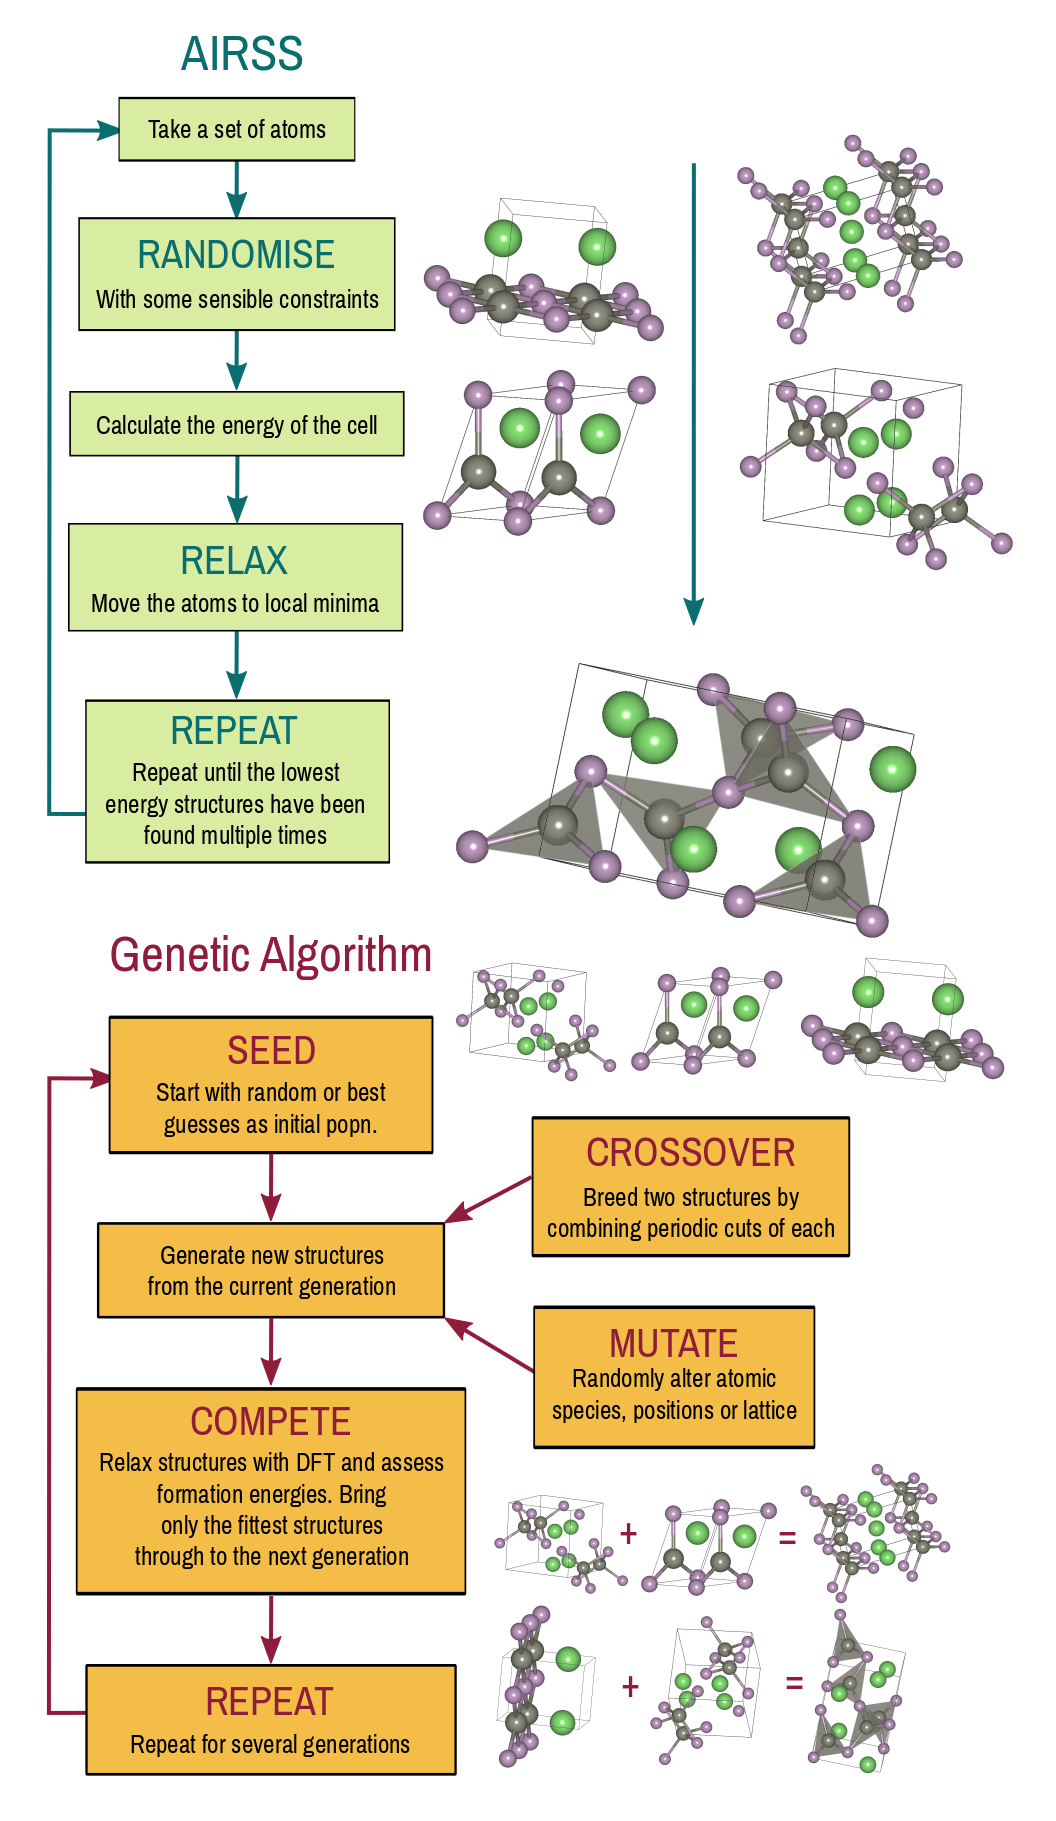 AIRSS
Take a set of atoms
RANDOMISE
With some sensible constraints
Calculate the energy of the cell
RELAX
Move the atoms to local minima
REPEAT
Repeat until the lowest
energy structures have been
found multiple times
Genetic Algorithm
SEED
Start with random or best
guesses as initial popn.
CROSSOVER
Breed two structures by
combining periodic cuts of each
Generate new structures
from the current generation
MUTATE
Randomly alter atomic
species, positions or lattice
COMPETE
Relax structures with DFT and assess
formation energies. Bring
only the fittest structures
through to the next generation
+ =
REPEAT
Repeat for several generations
+ =